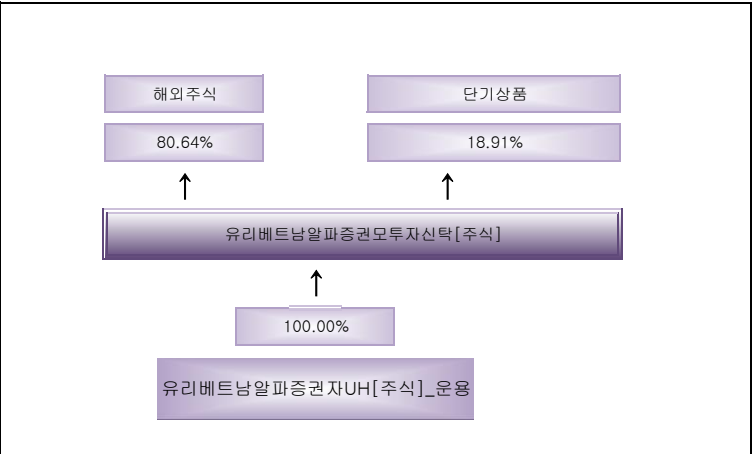 해외주식 단기상품
80.64% 18.91%
유리베트남알파증권모투자신탁[주식]
100.00%
유리베트남알파증권자UH[주식]_운용